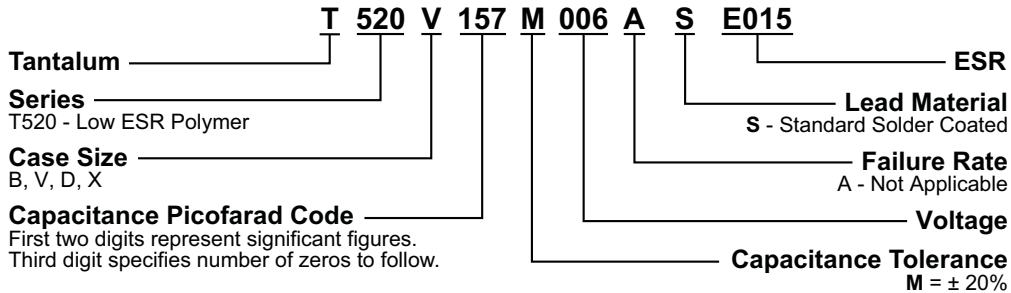 T 520 V 157 M 006 A S E015
Tantalum
Series
T520 - Low ESR Polymer
Case Size
B, V, D, X
Capacitance Picofarad Code
First two digits represent significant figures.
Third digit specifies number of zeros to follow.
ESR
Lead Material
S - Standard Solder Coated
Failure Rate
A - Not Applicable
Voltage
Capacitance Tolerance
M = ± 20%